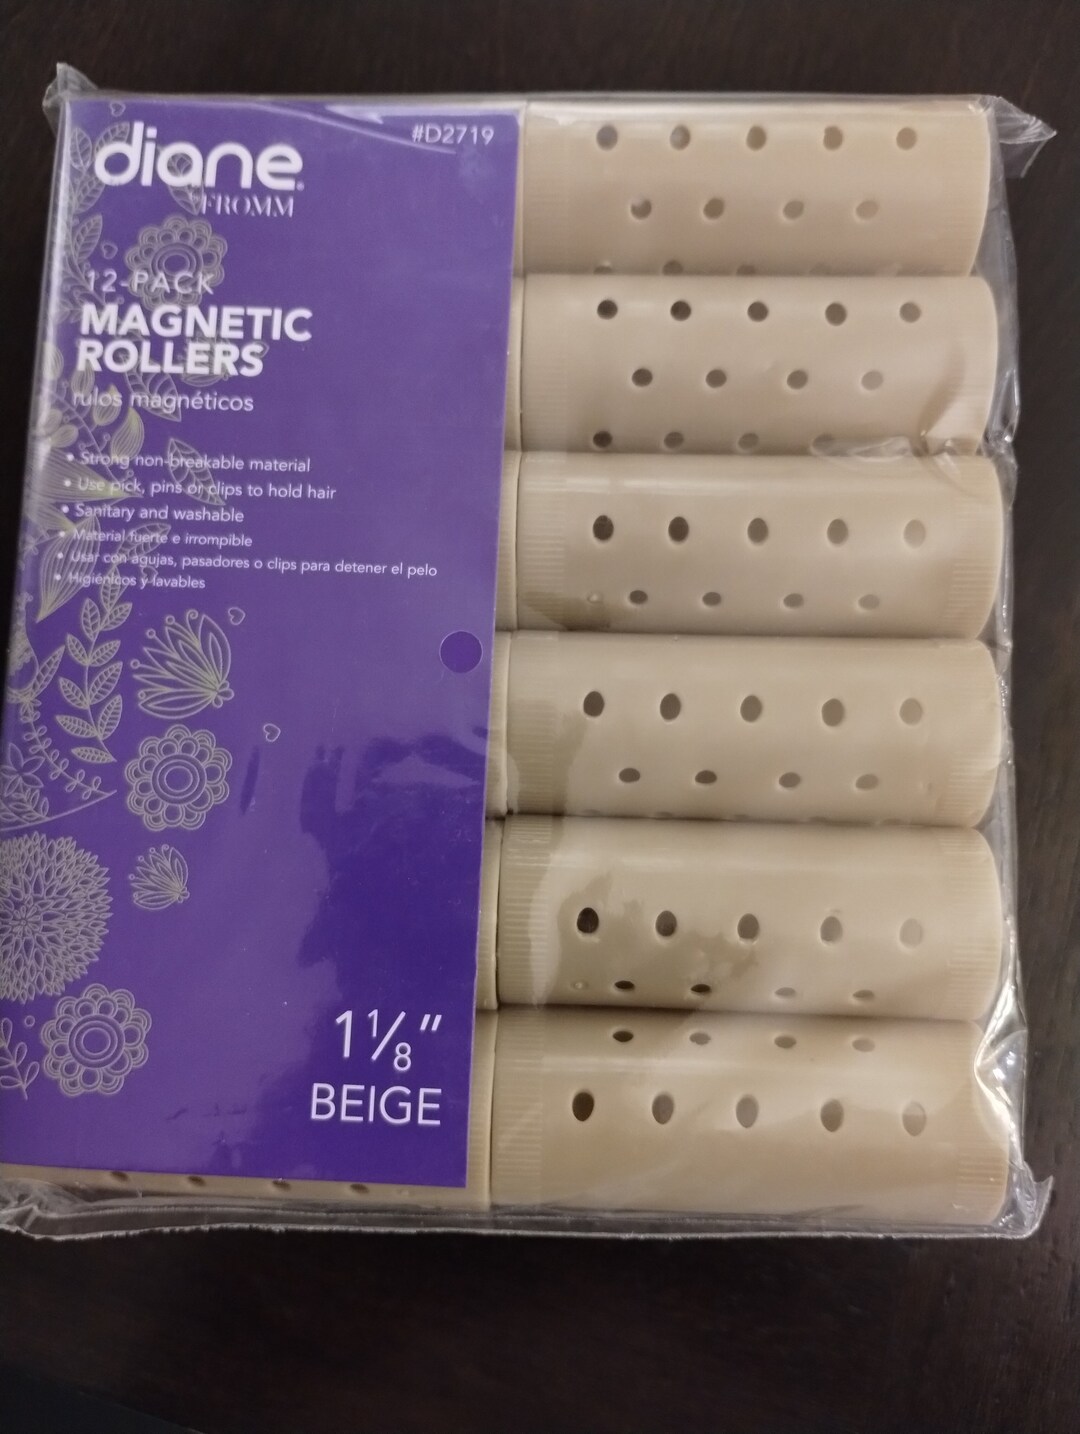 diane
#D2719
FROMM
12-PACK
MAGNETIC
ROLLERS
rulos magnéticos
• Strong non-breakable material
• Use pick, pins or clips to hold hair
• Sanitary and washable
• Material fuerte e irrompible
• Usar con agujas, pasadores o clips para detener el pelo
• Higiénicos y lavables
1⅛"
BEIGE